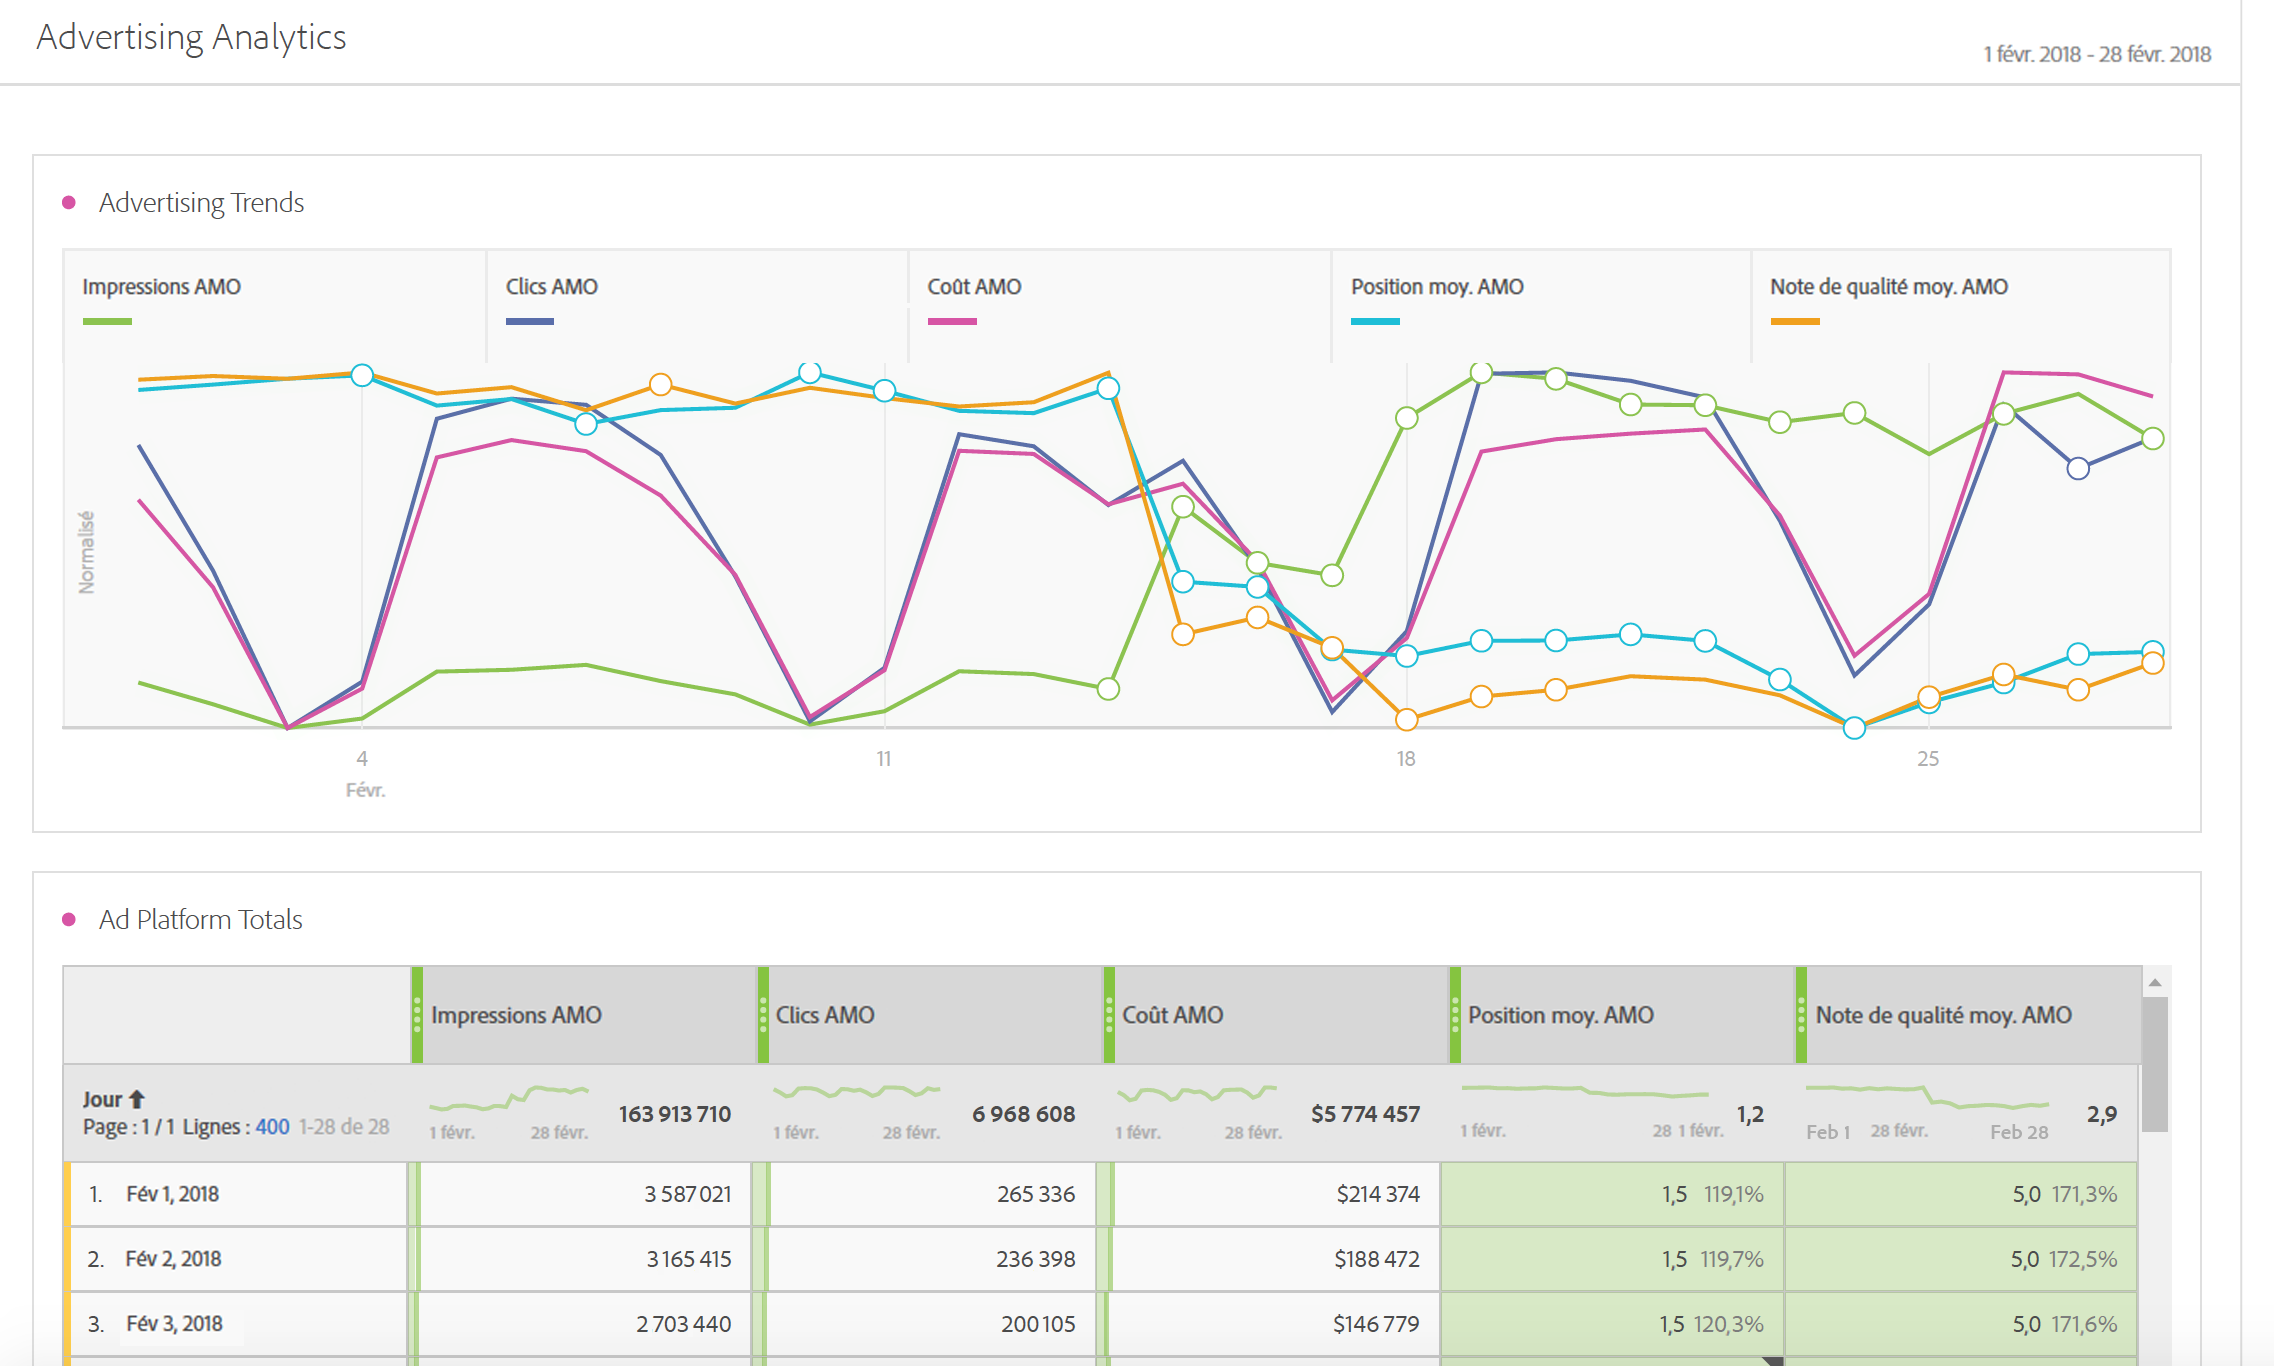 Advertising Analytics
1 févr. 2018 - 28 févr. 2018
Advertising Trends
Impressions AMO
Clics AMO
Coût AMO
Position moy. AMO
Note de qualité moy. AMO
Normalisé
4
11
18
25
Févr.
Ad Platform Totals
Impressions AMO
Clics AMO
Coût AMO
Position moy. AMO
Note de qualité moy. AMO
Jour
Page : 1 / 1 Lignes : 400 1-28 de 28
1 févr. 28 févr. 163 913 710
1 févr. 28 févr. 6 968 608
1 févr. 28 févr. $5 774 457
1 févr. 28 1 févr. 1,2
Feb 1 28 févr. Feb 28 2,9
1. Fév 1, 2018 3 587 021 265 336 $214 374 1,5 119,1% 5,0 171,3%
2. Fév 2, 2018 3 165 415 236 398 $188 472 1,5 119,7% 5,0 172,5%
3. Fév 3, 2018 2 703 440 200 105 $146 779 1,5 120,3% 5,0 171,6%